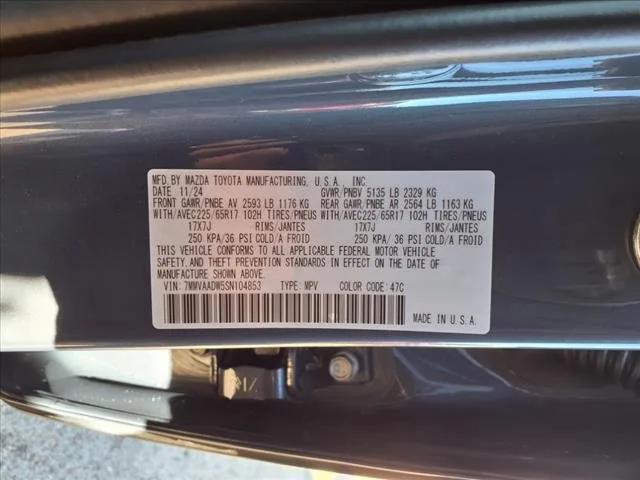 MFD. BY MAZDA TOYOTA MANUFACTURING, U.S.A., INC.
DATE 11/24 GVWR/PNBV 5135 LB 2329 KG
FRONT GAWR/PNBE AV 2593 LB 1176 KG REAR GAWR/PNBE AR 2564 LB 1163 KG
WITH/AVEC225/65R17 102H TIRES/PNEUS WITH/AVEC225/65R17 102H TIRES/PNEUS
17X7J RIMS/JANTES 17X7J RIMS/JANTES
250 KPA/36 PSI COLD/A FROID 250 KPA/36 PSI COLD/A FROID
THIS VEHICLE CONFORMS TO ALL APPLICABLE FEDERAL MOTOR VEHICLE
SAFETY, AND THEFT PREVENTION STANDARDS IN EFFECT ON THE DATE OF
MANUFACTURE SHOWN ABOVE.
VIN: 7MMVAADW5SN104853 TYPE: MPV COLOR CODE: 47C
MADE IN U.S.A.